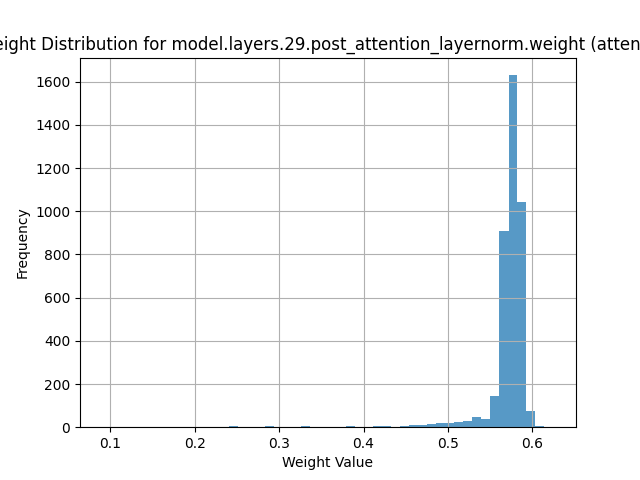 eight Distribution for model.layers.29.post_attention_layernorm.weight (atten
1600
1400
1200
1000
800
600
400
200
0
Frequency
0.1 0.2 0.3 0.4 0.5 0.6
Weight Value